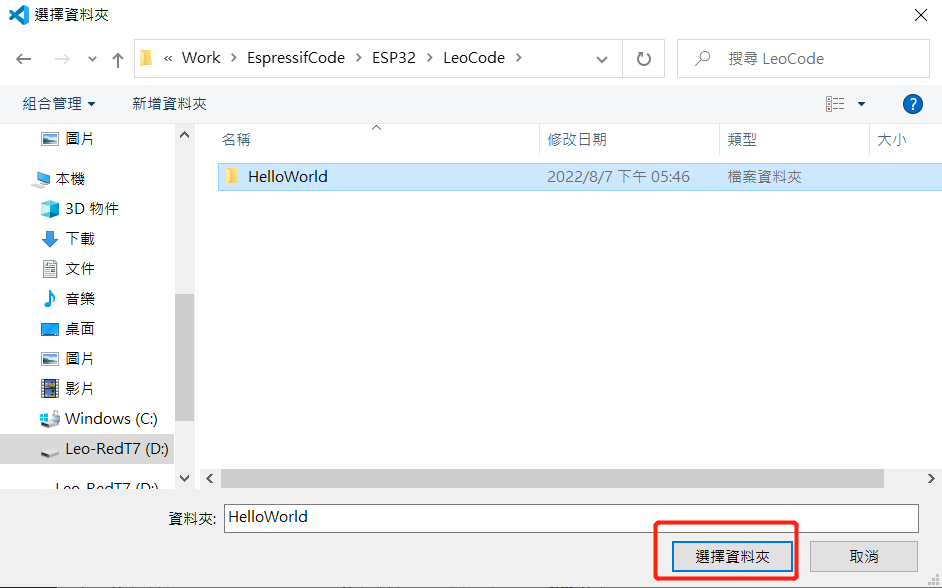 選擇資料夾
« Work > EspressifCode > ESP32 > LeoCode >
搜尋 LeoCode
組合管理 新增資料夾
?
圖片
本機
3D 物件
下載
文件
音樂
桌面
圖片
影片
Windows (C:)
Leo-RedT7 (D:)
Leo-RedT7 (D:)
名稱 修改日期 類型 大小
HelloWorld 2022/8/7 下午 05:46 檔案資料夾
資料夾: HelloWorld
選擇資料夾 取消